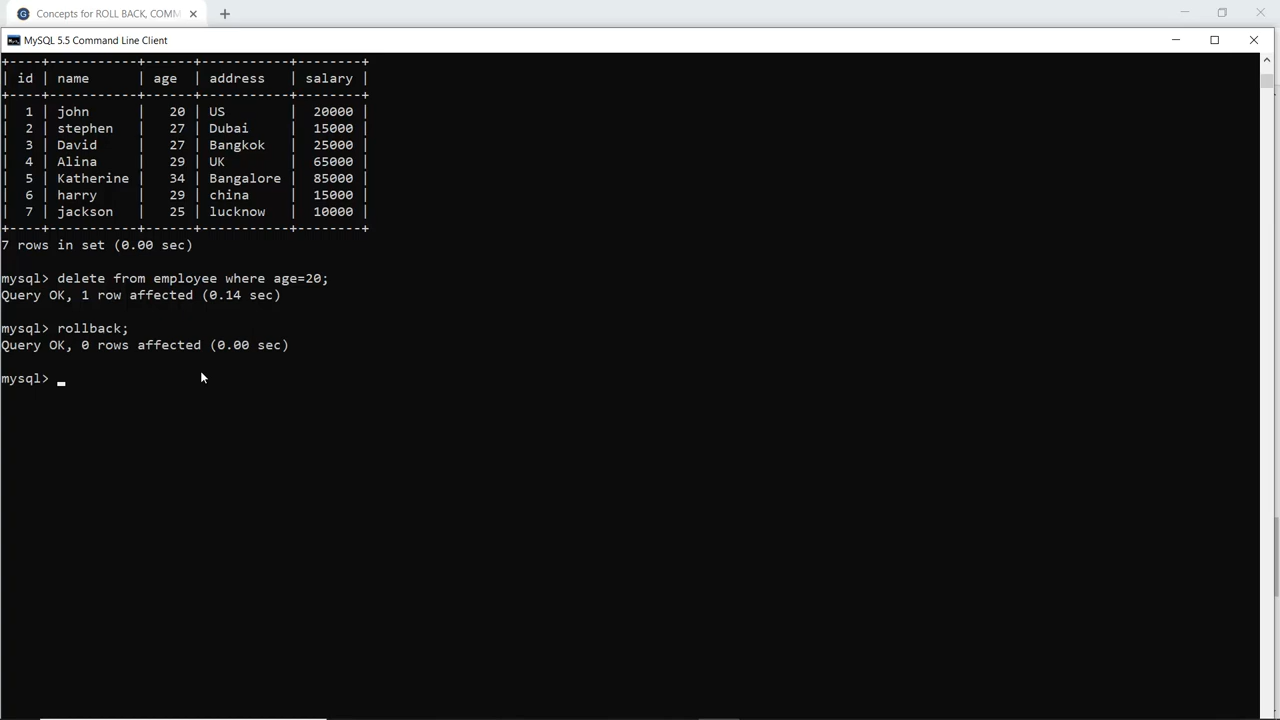 Concepts for ROLL BACK, COMM
MySQL 5.5 Command Line Client
+----+-----------+------+-----------+--------+
| id | name      | age  | address   | salary |
+----+-----------+------+-----------+--------+
|  1 | john      |   20 | US        |  20000 |
|  2 | stephen   |   27 | Dubai     |  15000 |
|  3 | David     |   27 | Bangkok   |  25000 |
|  4 | Alina     |   29 | UK        |  65000 |
|  5 | Katherine |   34 | Bangalore |  85000 |
|  6 | harry     |   29 | china     |  15000 |
|  7 | jackson   |   25 | lucknow   |  10000 |
+----+-----------+------+-----------+--------+
7 rows in set (0.00 sec)
mysql> delete from employee where age=20;
Query OK, 1 row affected (0.14 sec)
mysql> rollback;
Query OK, 0 rows affected (0.00 sec)
mysql> _